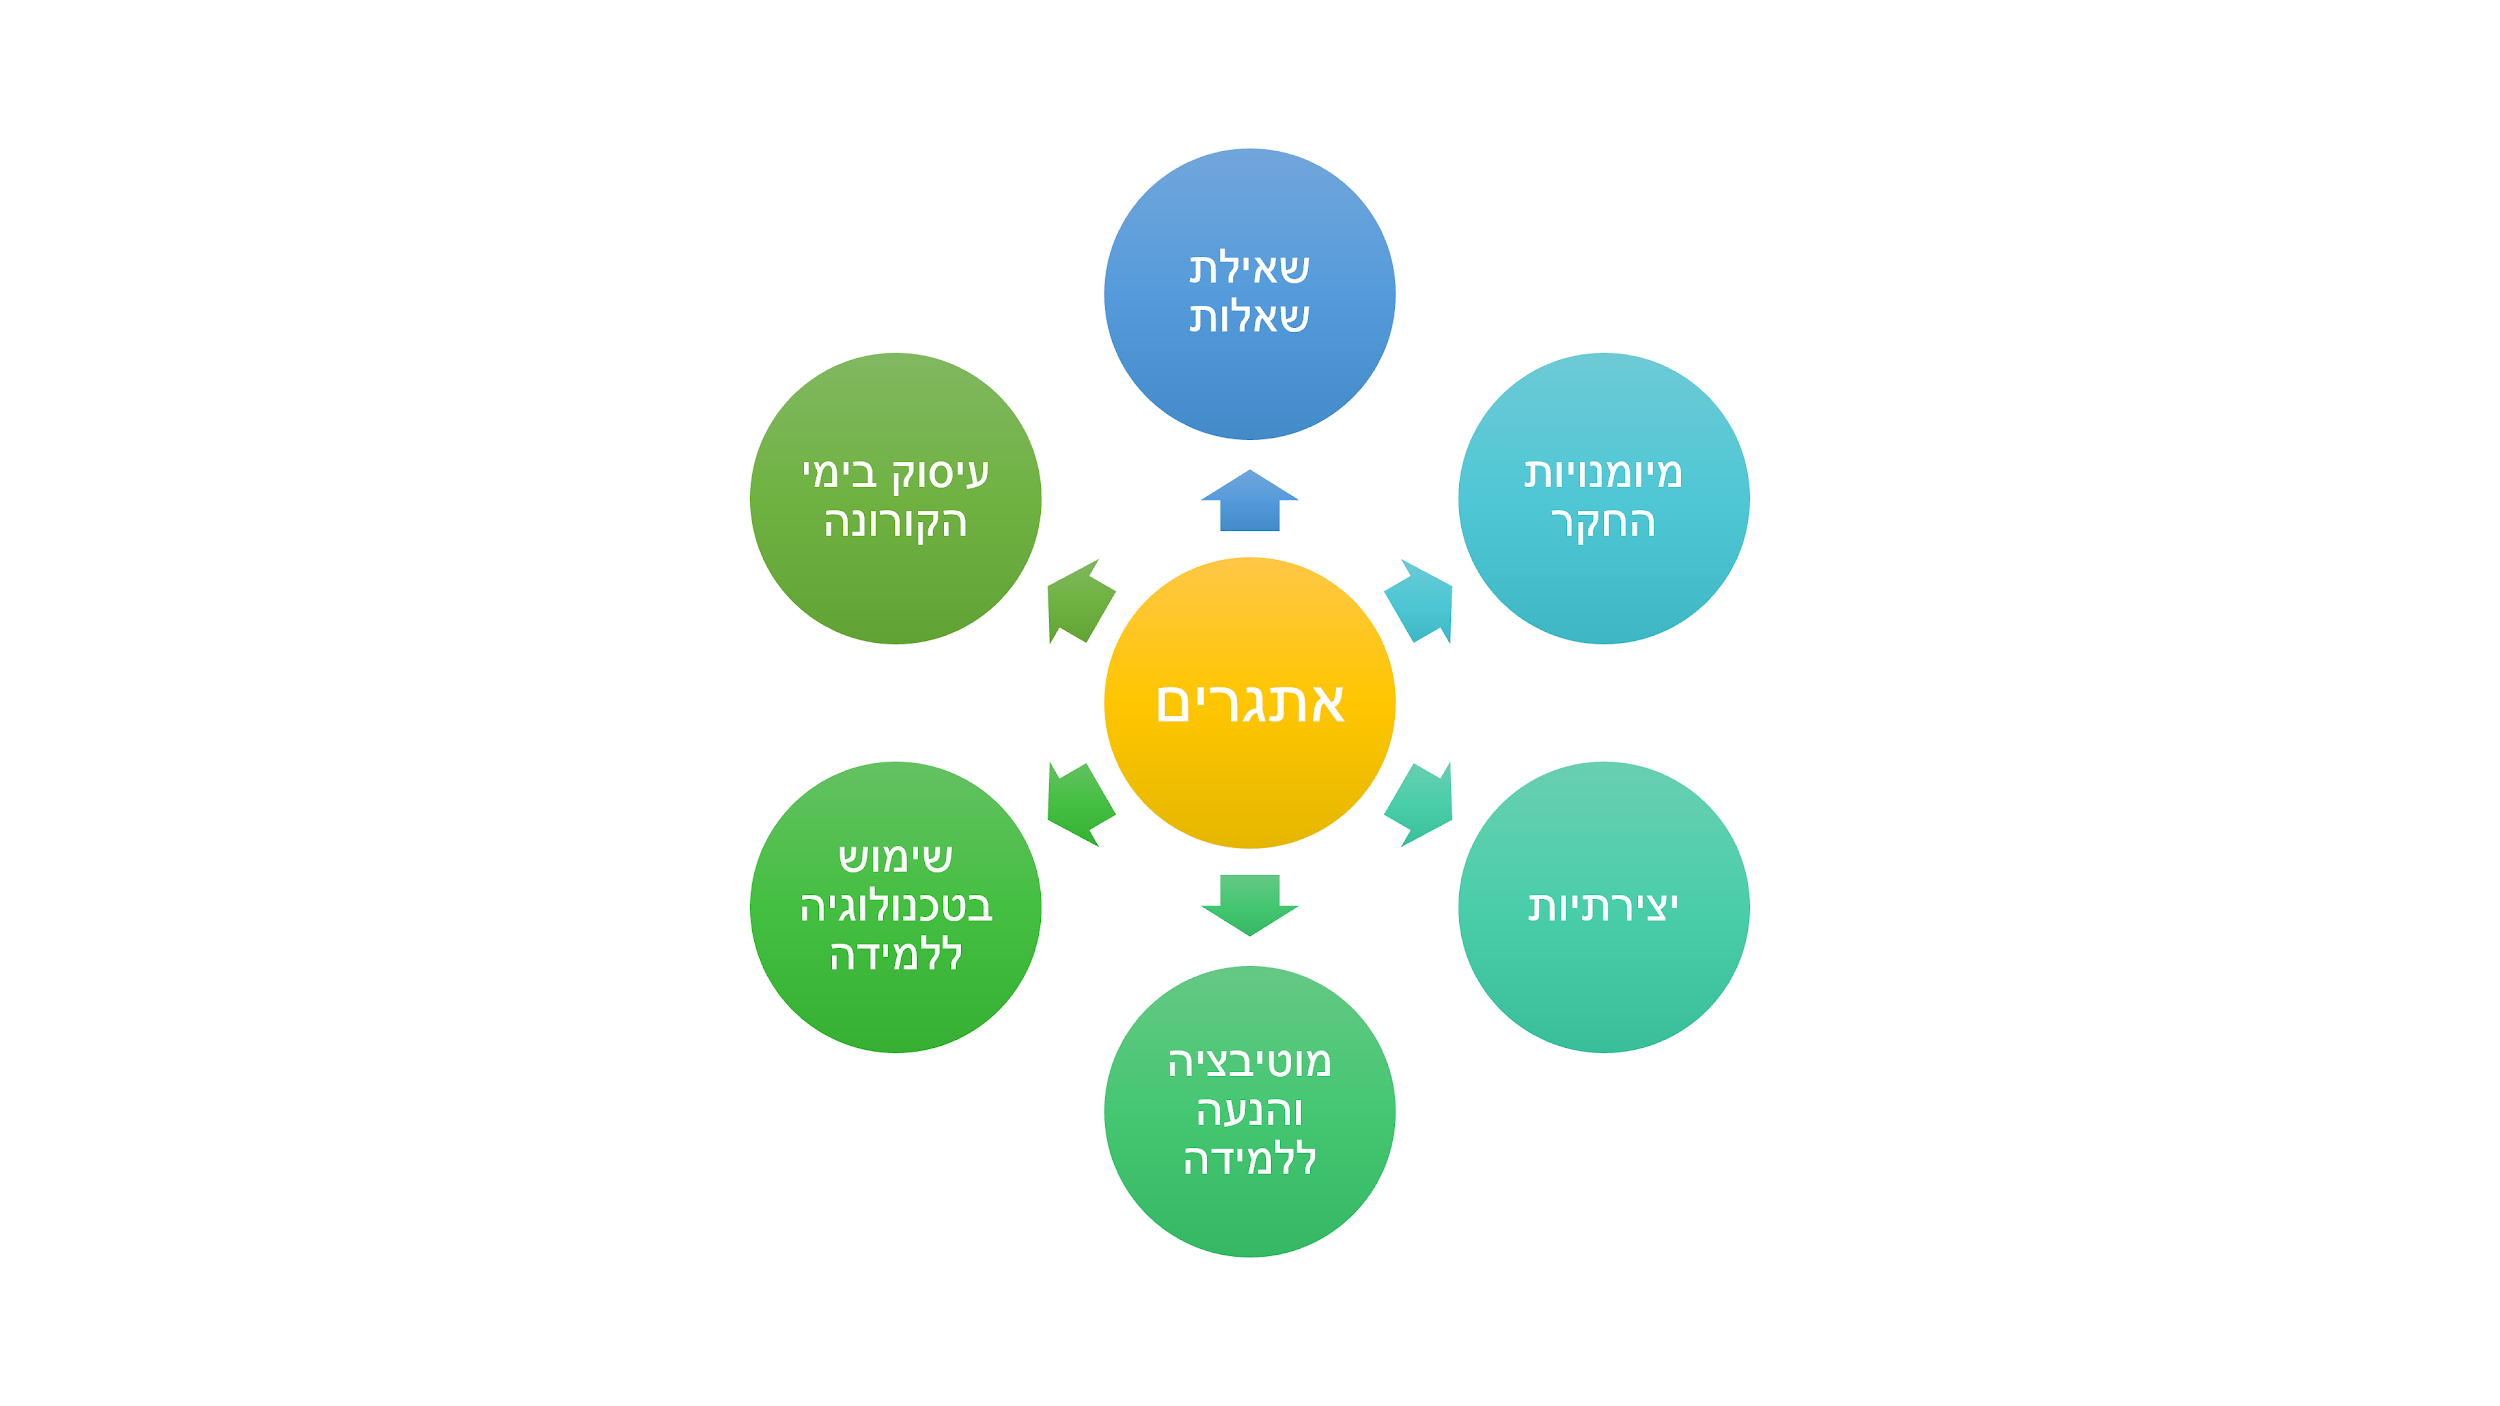 שאילת
שאלות
מיומנויות
החקר
יצירתיות
מוטיבציה
והנעה
ללמידה
שימוש
בטכנולוגיה
ללמידה
עיסוק בימי
הקורונה
אתגרים